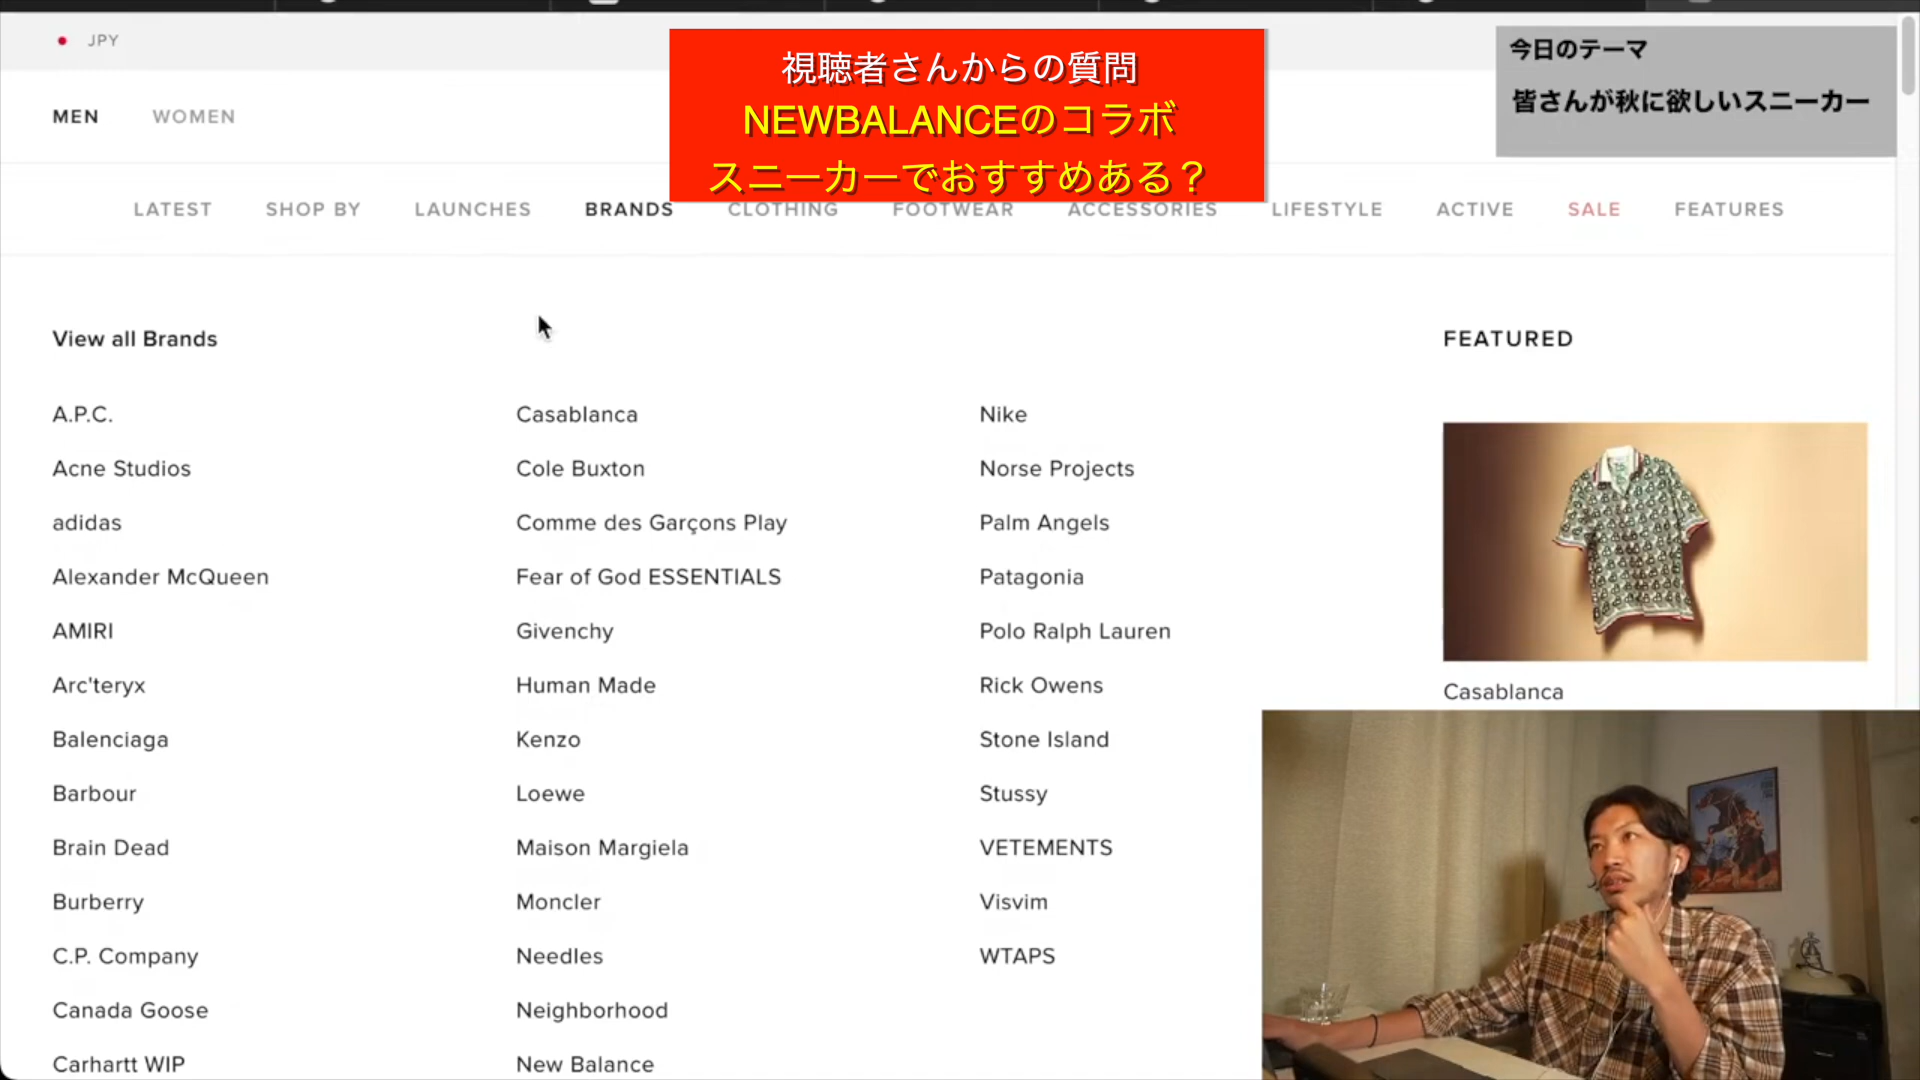 JPY
視聴者さんからの質問
NEWBALANCEのコラボ
スニーカーでおすすめある？
今日のテーマ
皆さんが秋に欲しいスニーカー
MEN WOMEN
LATEST SHOP BY LAUNCHES BRANDS CLOTHING FOOTWEAR ACCESSORIES LIFESTYLE ACTIVE SALE FEATURES
View all Brands
A.P.C.
Acne Studios
adidas
Alexander McQueen
AMIRI
Arc'teryx
Balenciaga
Barbour
Brain Dead
Burberry
C.P. Company
Canada Goose
Carhartt WIP
Casablanca
Cole Buxton
Comme des Garçons Play
Fear of God ESSENTIALS
Givenchy
Human Made
Kenzo
Loewe
Maison Margiela
Moncler
Needles
Neighborhood
New Balance
Nike
Norse Projects
Palm Angels
Patagonia
Polo Ralph Lauren
Rick Owens
Stone Island
Stussy
VETEMENTS
Visvim
WTAPS
FEATURED
Casablanca